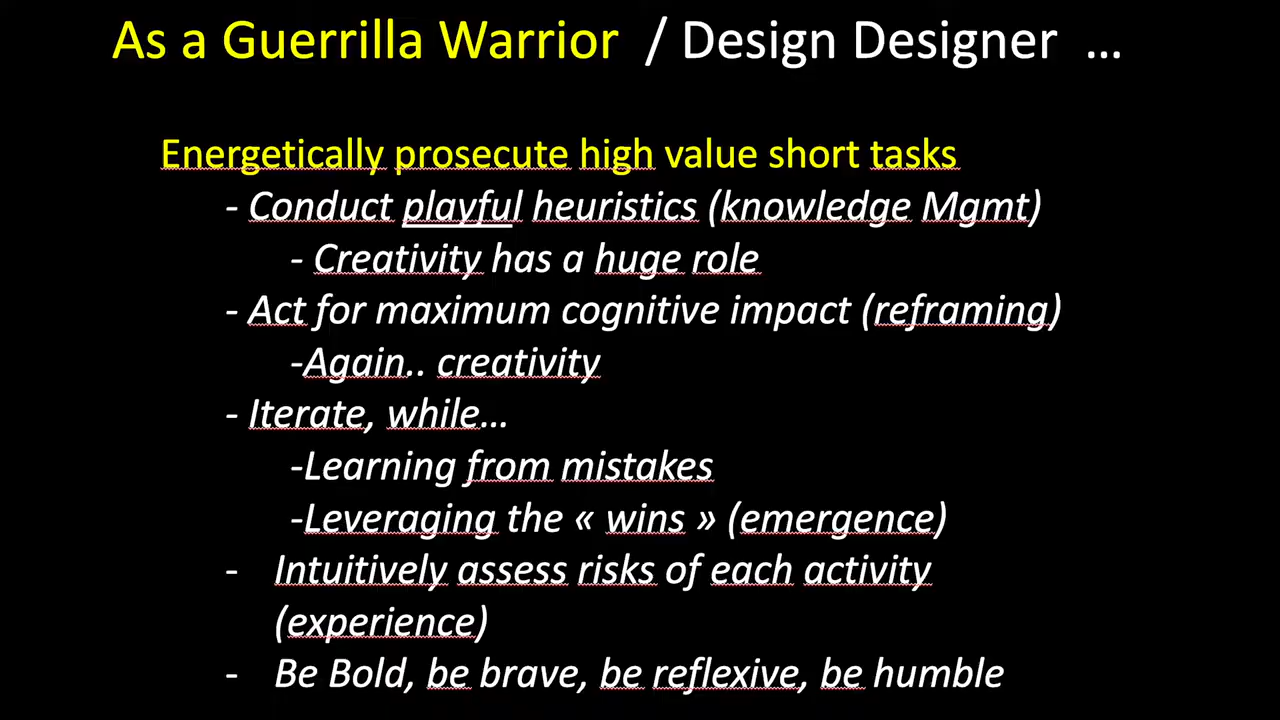 As a Guerrilla Warrior / Design Designer …
Energetically prosecute high value short tasks
- Conduct playful heuristics (knowledge Mgmt)
- Creativity has a huge role
- Act for maximum cognitive impact (reframing)
-Again.. creativity
- Iterate, while…
-Learning from mistakes
-Leveraging the « wins » (emergence)
- Intuitively assess risks of each activity
(experience)
- Be Bold, be brave, be reflexive, be humble